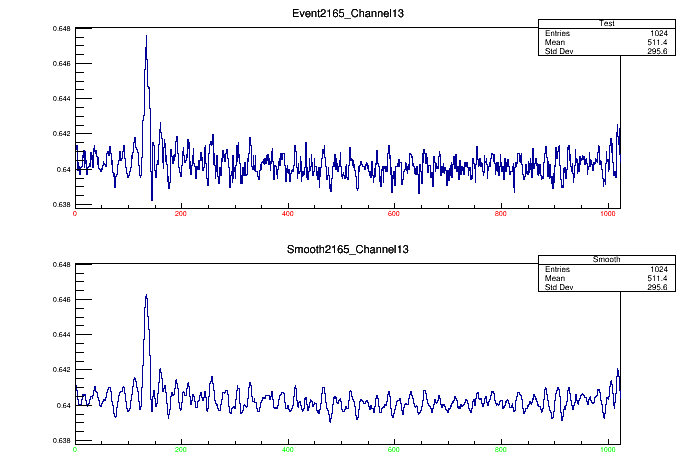 Event2165_Channel13
Test
Entries 1024
Mean 511.4
Std Dev 295.6
0.648
0.646
0.644
0.642
0.64
0.638
0 200 400 600 800 1000
Smooth2165_Channel13
Smooth
Entries 1024
Mean 511.4
Std Dev 295.6
0.648
0.646
0.644
0.642
0.64
0.638
0 200 400 600 800 1000